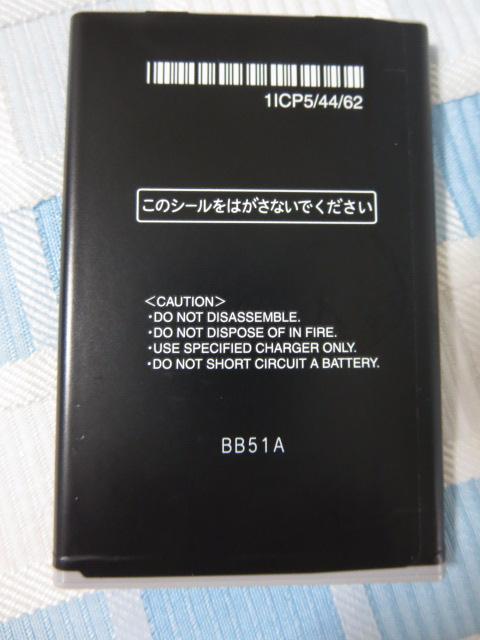 1ICP5/44/62
このシールをはがさないでください
<CAUTION>
・DO NOT DISASSEMBLE.
・DO NOT DISPOSE OF IN FIRE.
・USE SPECIFIED CHARGER ONLY.
・DO NOT SHORT CIRCUIT A BATTERY.
BB51A